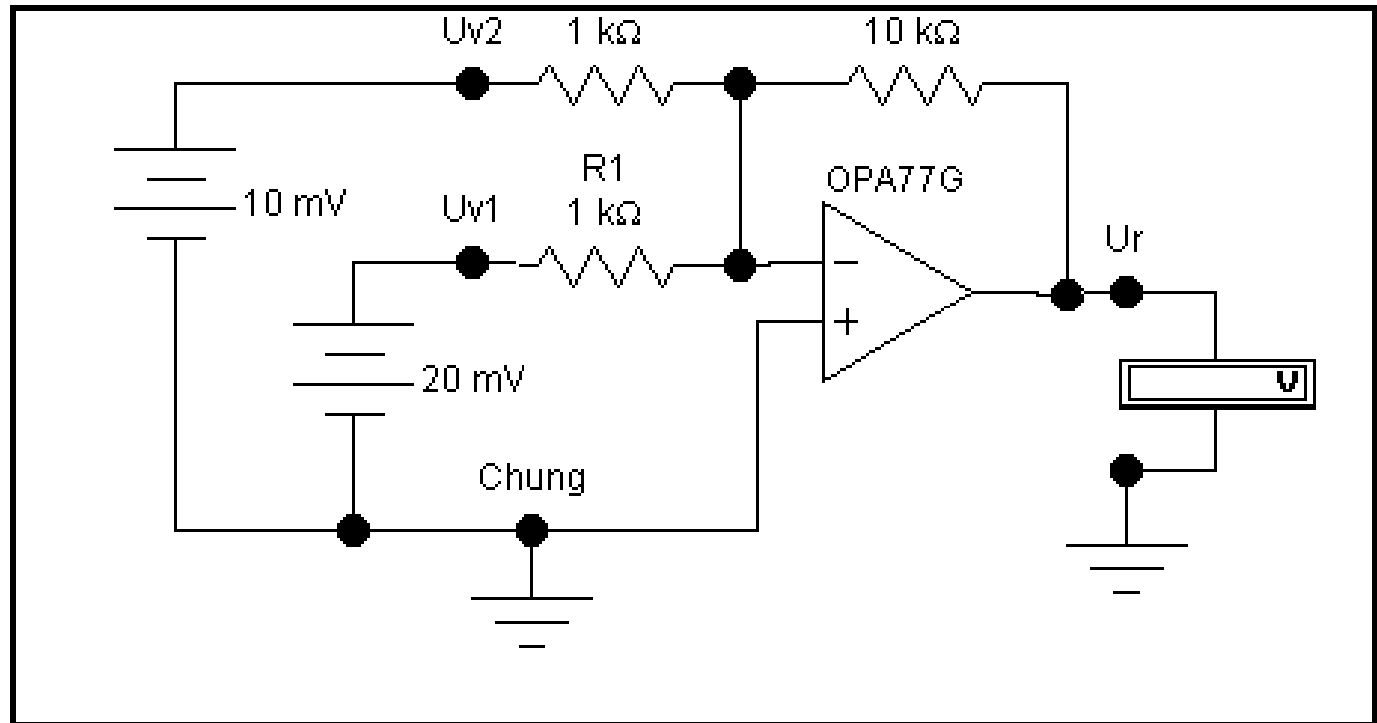 Uv2
1 kΩ
10 kΩ
10 mV
R1
1 kΩ
Uv1
OPA77G
20 mV
Ur
V
Chung